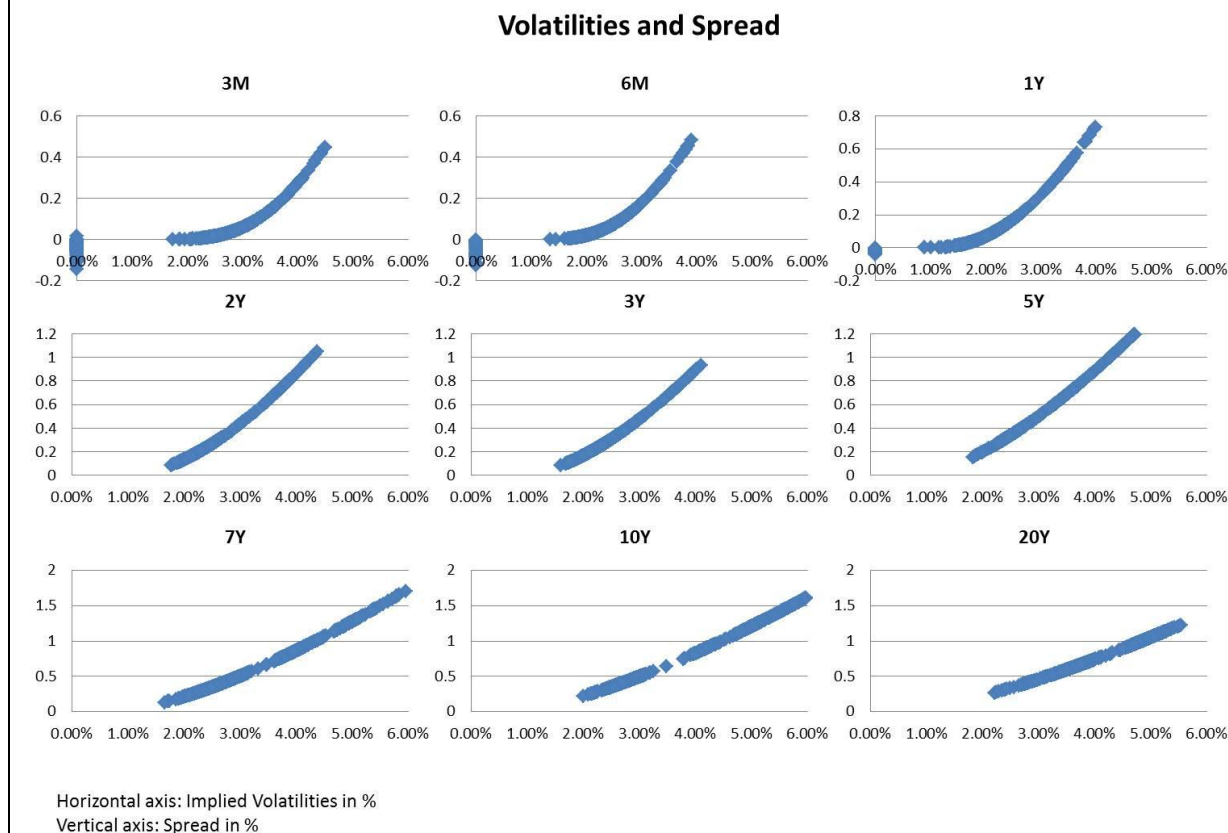 Volatilities and Spread
3M 6M 1Y
0.6 0.6 0.8
0.4 0.4 0.6
0.2 0.2 0.4
0 0 0.2
0.00% 1.00% 2.00% 3.00% 4.00% 5.00% 6.00% 0.00% 1.00% 2.00% 3.00% 4.00% 5.00% 6.00% 0
0.00% 1.00% 2.00% 3.00% 4.00% 5.00% 6.00%
-0.2 -0.2 -0.2
2Y 3Y 5Y
1.2 1.2 1.2
1 1 1
0.8 0.8 0.8
0.6 0.6 0.6
0.4 0.4 0.4
0.2 0.2 0.2
0 0 0
0.00% 1.00% 2.00% 3.00% 4.00% 5.00% 6.00% 0.00% 1.00% 2.00% 3.00% 4.00% 5.00% 6.00% 0.00% 1.00% 2.00% 3.00% 4.00% 5.00% 6.00%
7Y 10Y 20Y
2 2 2
1.5 1.5 1.5
1 1 1
0.5 0.5 0.5
0 0 0
0.00% 1.00% 2.00% 3.00% 4.00% 5.00% 6.00% 0.00% 1.00% 2.00% 3.00% 4.00% 5.00% 6.00% 0.00% 1.00% 2.00% 3.00% 4.00% 5.00% 6.00%
Horizontal axis: Implied Volatilities in %
Vertical axis: Spread in %